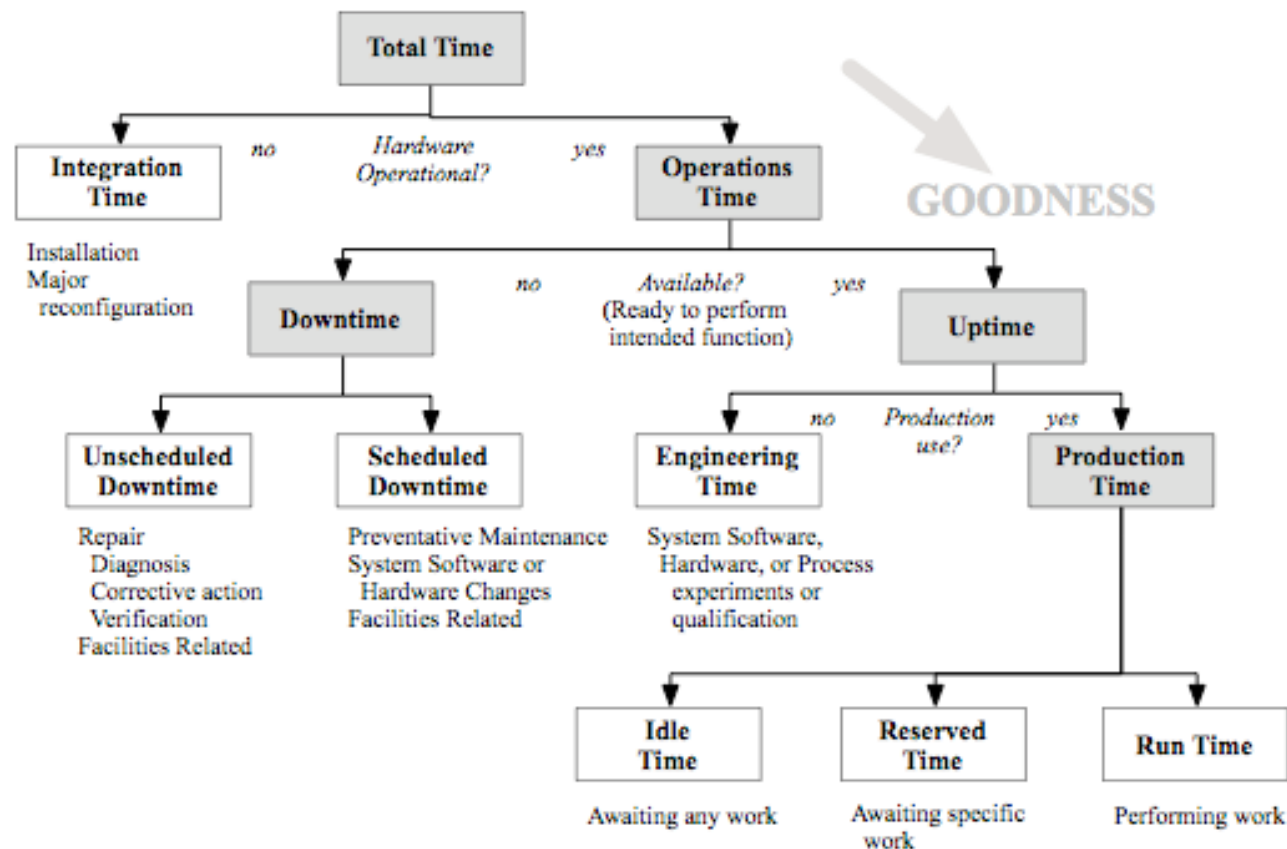 Total Time
no
Hardware
Operational?
yes
Integration
Time
Operations
Time
GOODNESS
Installation
Major
reconfiguration
no
Available?
yes
(Ready to perform
intended function)
Downtime
Uptime
no
Production
use?
yes
Unscheduled
Downtime
Scheduled
Downtime
Engineering
Time
Production
Time
Repair
Diagnosis
Corrective action
Verification
Facilities Related
Preventative Maintenance
System Software or
Hardware Changes
Facilities Related
System Software,
Hardware, or Process
experiments or
qualification
Idle
Time
Reserved
Time
Run Time
Awaiting any work
Awaiting specific
work
Performing work